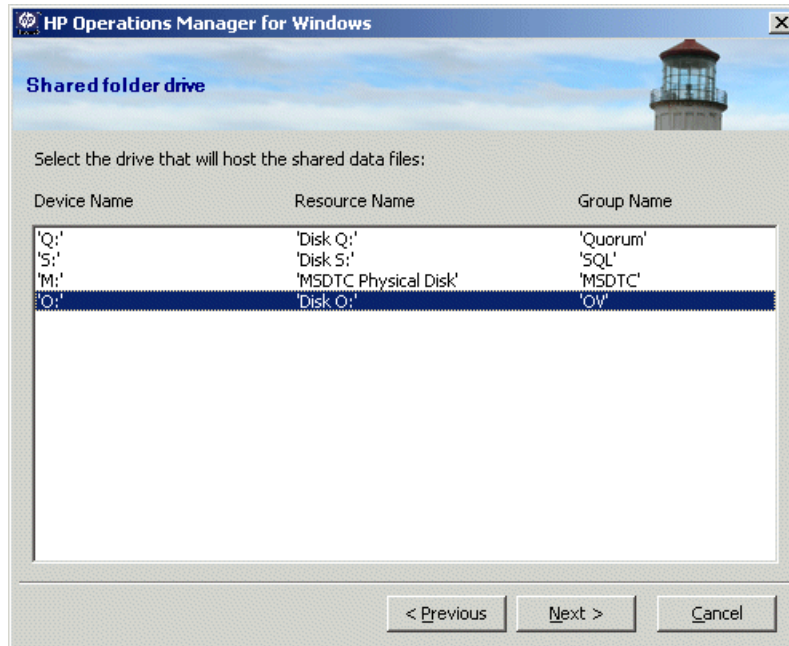 HP Operations Manager for Windows
Shared folder drive
Select the drive that will host the shared data files:
Device Name Resource Name Group Name
'Q:' 'Disk Q:' 'Quorum'
'S:' 'Disk S:' 'SQL'
'M:' 'MSDTC Physical Disk' 'MSDTC'
'O:' 'Disk O:' 'OV'
< Previous Next > Cancel